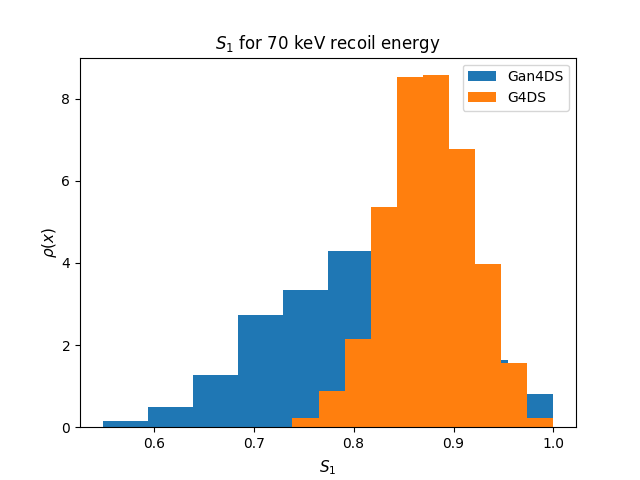 S₁ for 70 keV recoil energy
Gan4DS
G4DS
ρ(x)
8
6
4
2
0
0.6 0.7 0.8 0.9 1.0
S₁